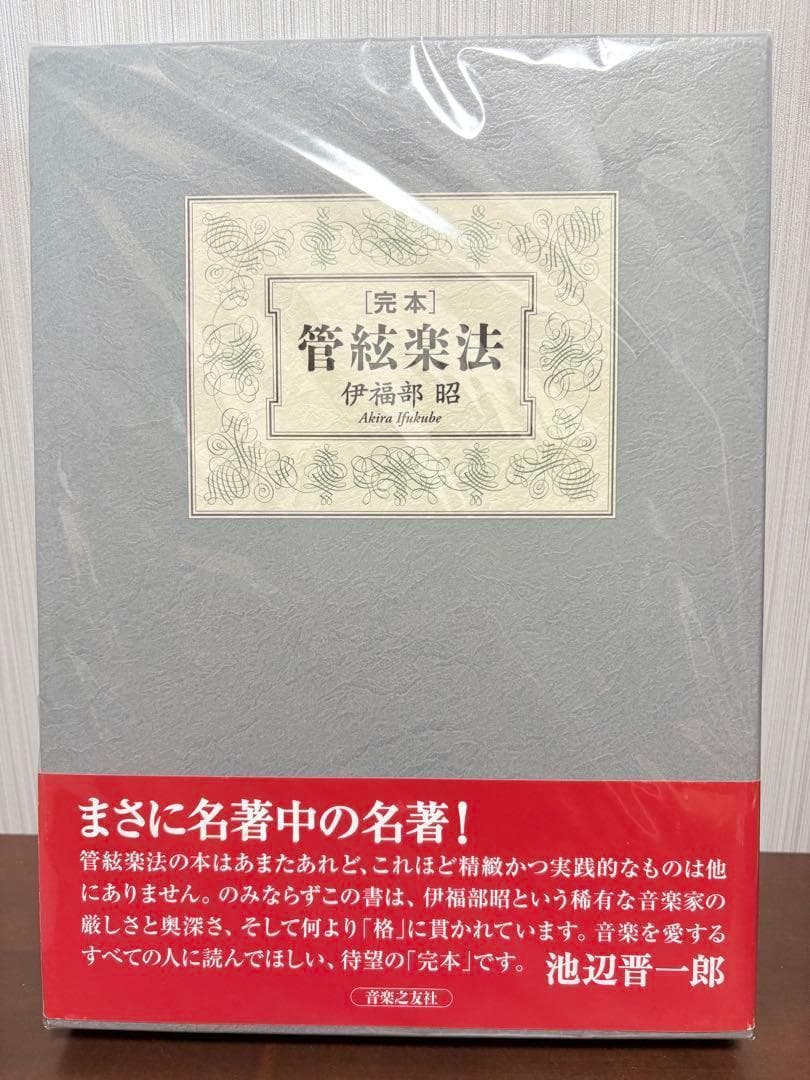 ［完本］
管絃楽法
伊福部 昭
Akira Ifukube
まさに名著中の名著！
管絃楽法の本はあまたあれど、これほど精緻かつ実践的なものは他
にありません。のみならずこの書は、伊福部昭という稀有な音楽家の
厳しさと奥深さ、そして何より「格」に貫かれています。音楽を愛する
すべての人に読んでほしい、待望の「完本」です。 池辺晋一郎
音楽之友社